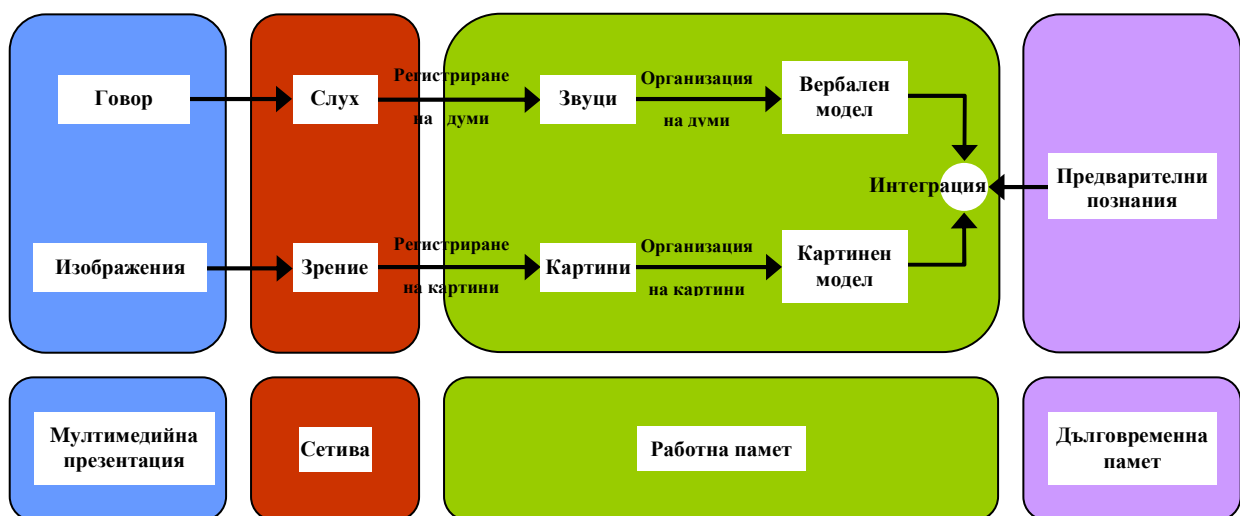 Говор
Слух
Регистриране
на думи
Звуци
Организация
на думи
Вербален
модел
Интеграция
Предварителни
познания
Изображения
Зрение
Регистриране
на картини
Картини
Организация
на картини
Картинен
модел
Мултимедийна
презентация
Сетива
Работна памет
Дълговременна
памет